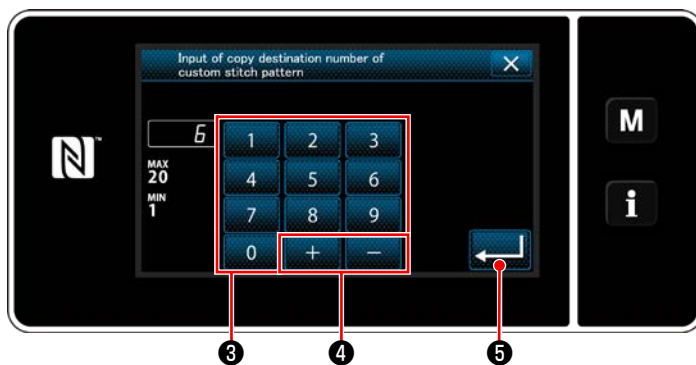 Input of copy destination number of
custom stitch pattern
×
6
1 2 3
MAX
20
4 5 6
MIN
1
7 8 9
0 + −
M
i
N™
❸ ❹ ❺